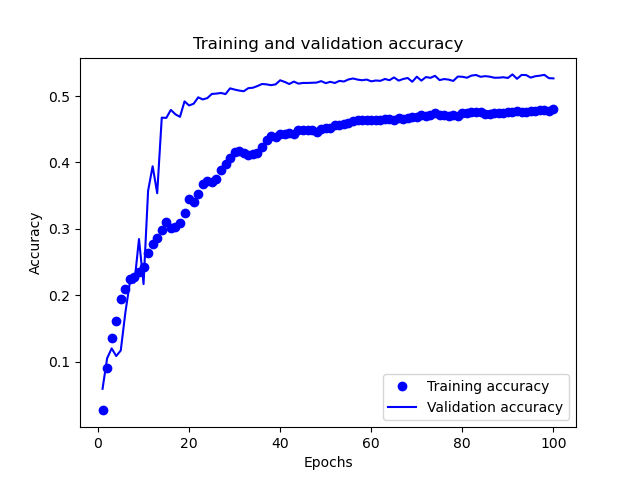 Training and validation accuracy
0.5
0.4
0.3
0.2
0.1
Accuracy
0 20 40 60 80 100
Epochs
Training accuracy
Validation accuracy